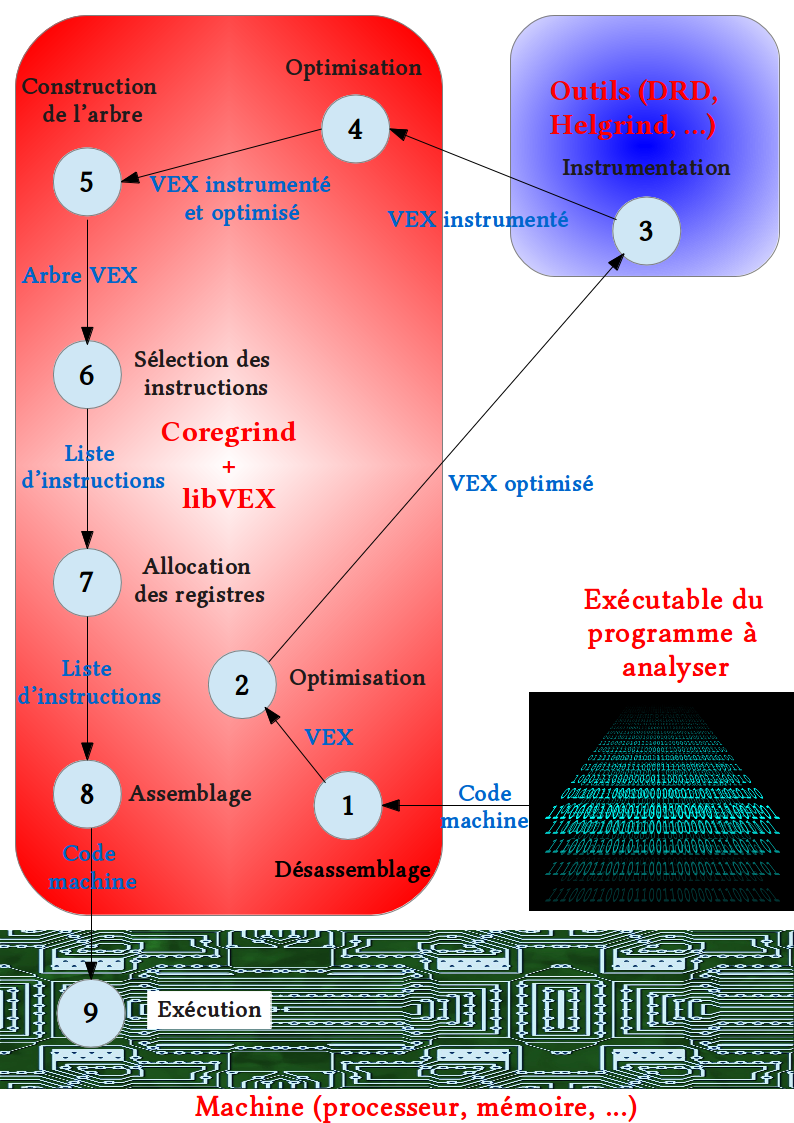 Construction
de l’arbre
Optimisation
4
5
VEX instrumenté
et optimisé
Outils (DRD,
Helgrind, ...)
Instrumentation
3
VEX instrumenté
Arbre VEX
6
Sélection des
instructions
Coregrind
+
libVEX
Liste
d’instructions
VEX optimisé
7
Allocation
des registres
Exécutable du
programme à
analyser
Liste
d’instructions
2
Optimisation
VEX
8
Assemblage
1
Désassemblage
Code
machine
Code
machine
9
Exécution
Machine (processeur, mémoire, ...)